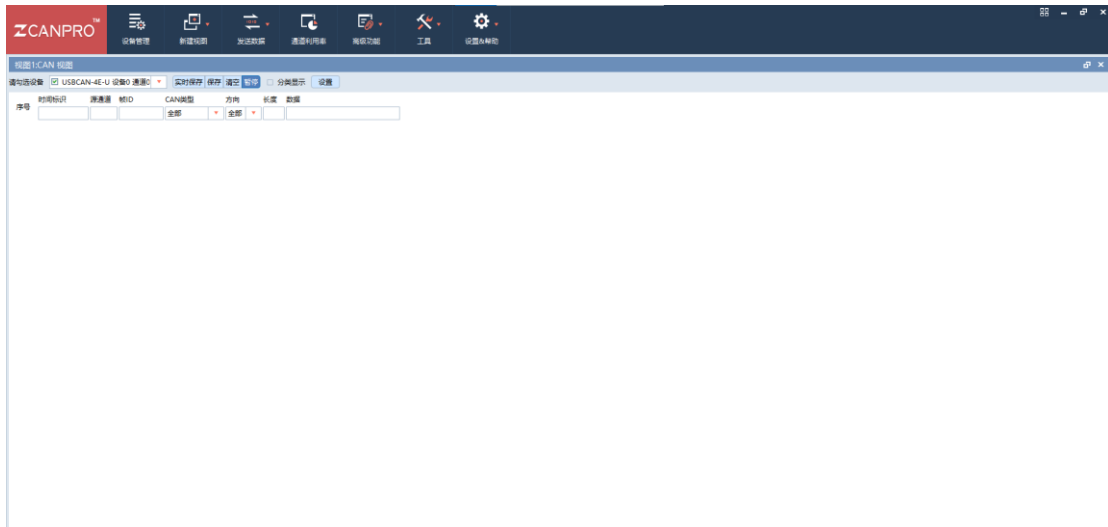 ZCANPRO™
设备管理 新建视图 发送数据 通道利用率 高级功能 工具 设置&帮助
视图1:CAN 视图
请勾选设备 USBCAN-4E-U 设备0 通道0 实时保存 保存 清空 暂停 分类显示 设置
序号 时间标识 源通道 帧ID CAN类型 方向 长度 数据
全部 全部